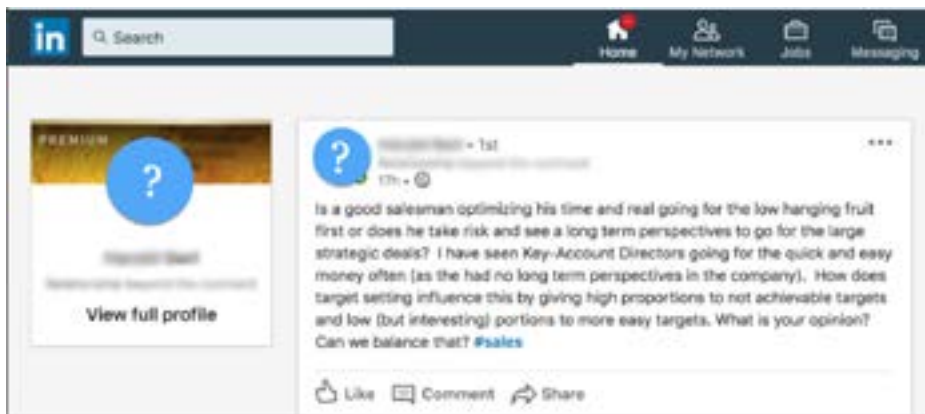 in Search
Home My Network Jobs Messaging
PREMIUM
?
View full profile
?
• 1st
17h •
Is a good salesman optimizing his time and real going for the low hanging fruit
first or does he take risk and see a long term perspectives to go for the large
strategic deals? I have seen Key-Account Directors going for the quick and easy
money often (as the had no long term perspectives in the company). How does
target setting influence this by giving high proportions to not achievable targets
and low (but interesting) portions to more easy targets. What is your opinion?
Can we balance that? #sales
Like Comment Share